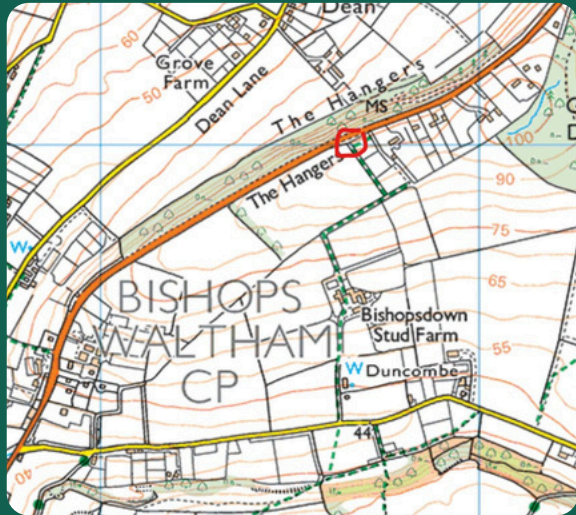 Dean
60
Grove
Farm
50
Dean Lane
The Hangers
MS
100
The Hangers
90
W
75
BISHOPS
WALTHAM
CP
65
Bishopsdown
Stud Farm
55
W Duncombe
44
40